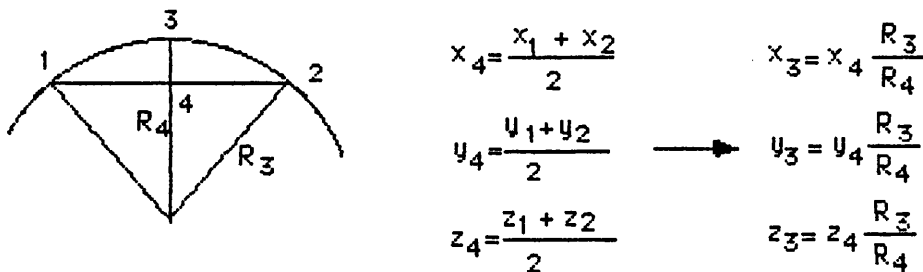 3
1
2
4
R₄
R₃
x₄ = (x₁ + x₂)/2
x₃ = x₄ R₃/R₄
y₄ = (y₁ + y₂)/2
y₃ = y₄ R₃/R₄
z₄ = (z₁ + z₂)/2
z₃ = z₄ R₃/R₄